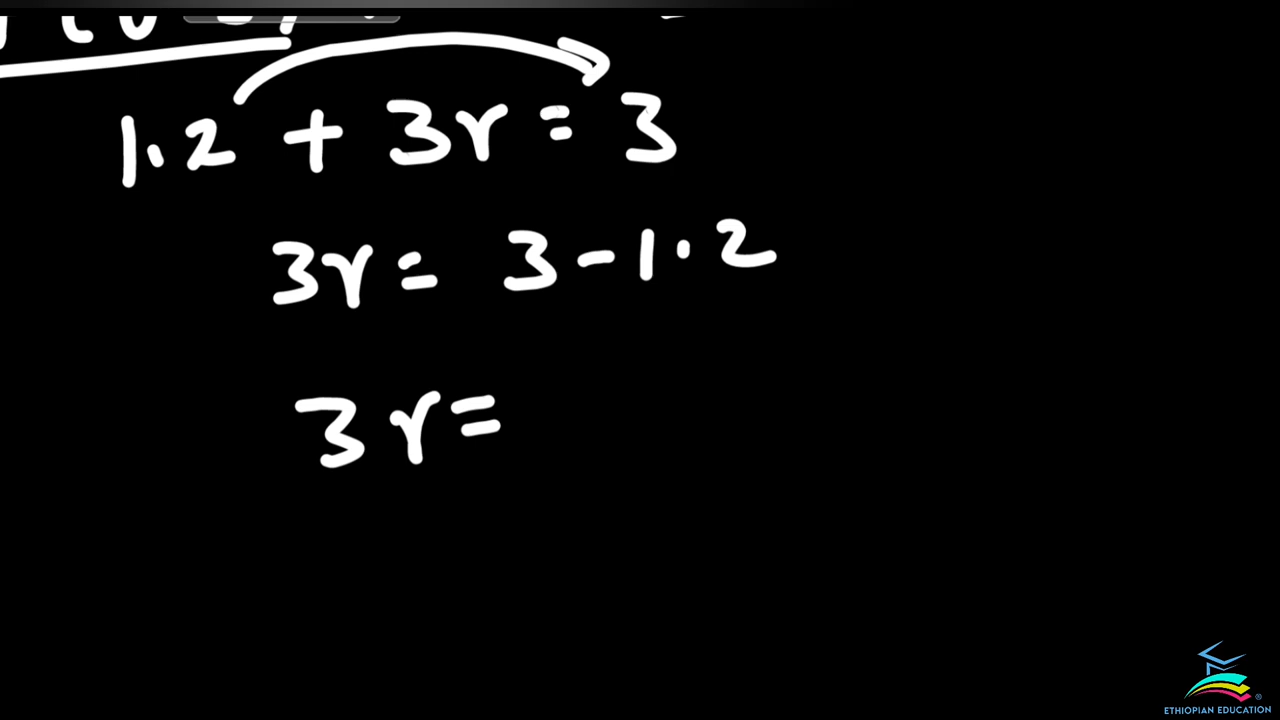 1.2 + 3r = 3
3r = 3 - 1.2
3r =
ETHIOPIAN EDUCATION